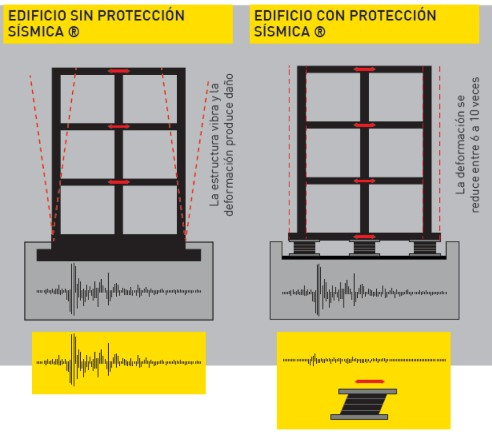 EDIFICIO SIN PROTECCIÓN
SÍSMICA ®
EDIFICIO CON PROTECCIÓN
SÍSMICA ®
La estructura vibra y la
deformación produce daño
La deformación se
reduce entre 6 a 10 veces